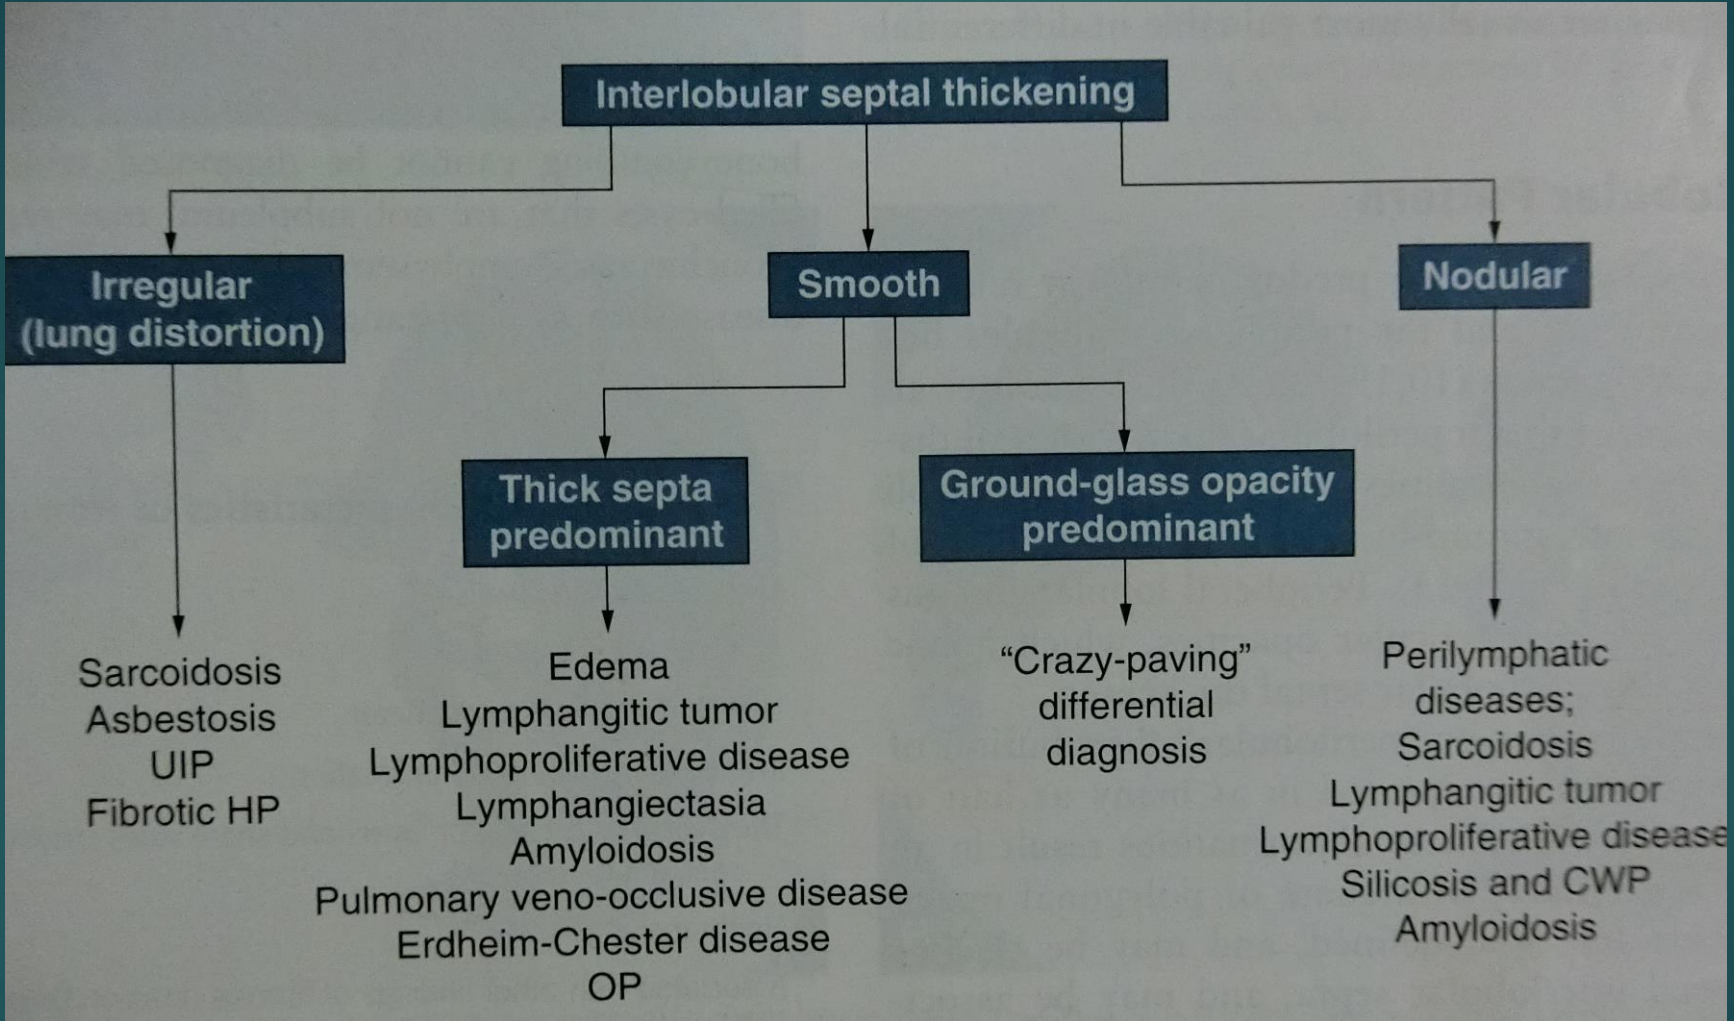 Interlobular septal thickening
Irregular
(lung distortion)
Smooth
Nodular
Thick septa
predominant
Ground-glass opacity
predominant
Sarcoidosis
Asbestosis
UIP
Fibrotic HP
Edema
Lymphangitic tumor
Lymphoproliferative disease
Lymphangiectasia
Amyloidosis
Pulmonary veno-occlusive disease
Erdheim-Chester disease
OP
“Crazy-paving”
differential
diagnosis
Perilymphatic
diseases;
Sarcoidosis
Lymphangitic tumor
Lymphoproliferative disease
Silicosis and CWP
Amyloidosis